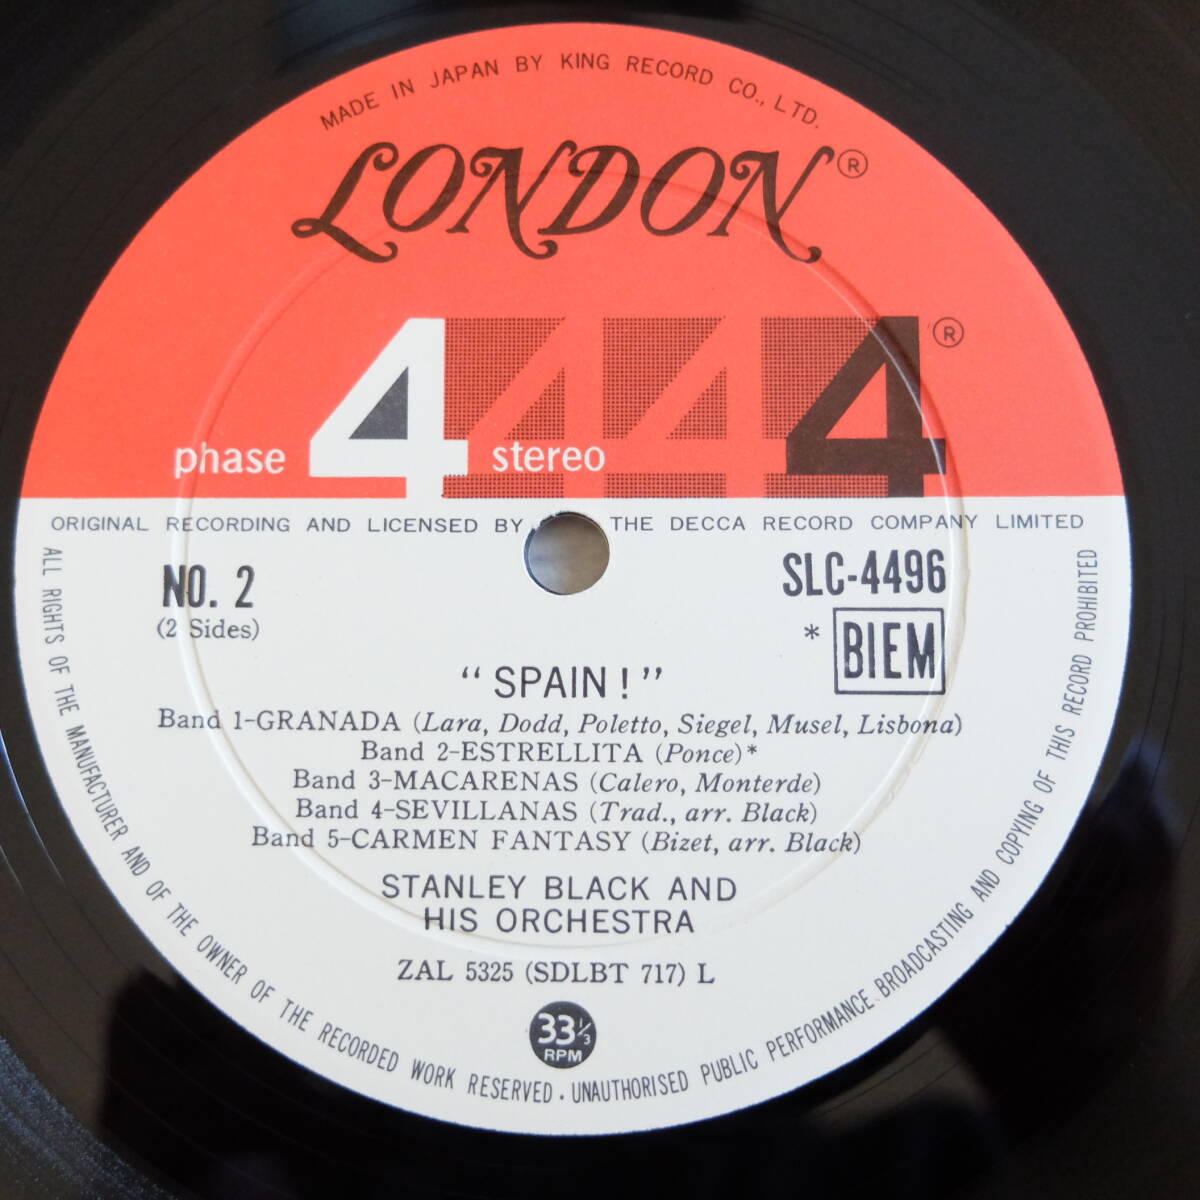 MADE IN JAPAN BY KING RECORD CO., LTD.
LONDON®
phase 4 stereo 4 4 4®
ORIGINAL RECORDING AND LICENSED BY THE DECCA RECORD COMPANY LIMITED
NO. 2
(2 Sides)
SLC-4496
* BIEM
“SPAIN!”
Band 1-GRANADA (Lara, Dodd, Poletto, Siegel, Musel, Lisbona)
Band 2-ESTRELLITA (Ponce)*
Band 3-MACARENAS (Calero, Monterde)
Band 4-SEVILLANAS (Trad., arr. Black)
Band 5-CARMEN FANTASY (Bizet, arr. Black)
STANLEY BLACK AND
HIS ORCHESTRA
ZAL 5325 (SDLBT 717) L
33⅓
RPM
ALL RIGHTS OF THE MANUFACTURER AND OF THE OWNER OF THE RECORDED WORK RESERVED. UNAUTHORISED PUBLIC PERFORMANCE. BROADCASTING AND COPYING OF THIS RECORD PROHIBITED